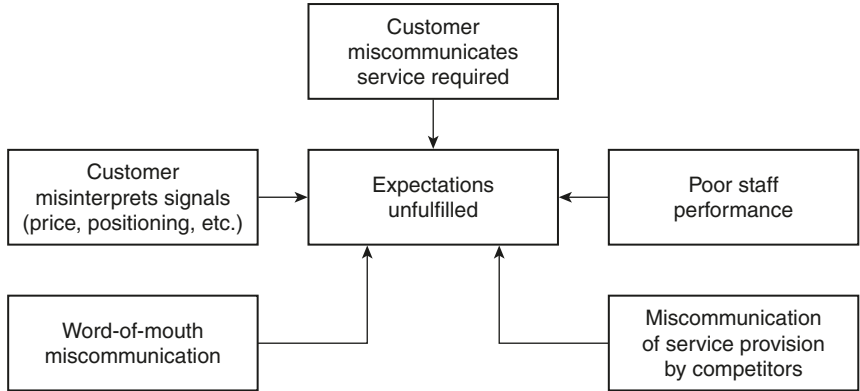 Customer
miscommunicates
service required
Customer
misinterprets signals
(price, positioning, etc.)
Expectations
unfulfilled
Poor staff
performance
Word-of-mouth
miscommunication
Miscommunication
of service provision
by competitors